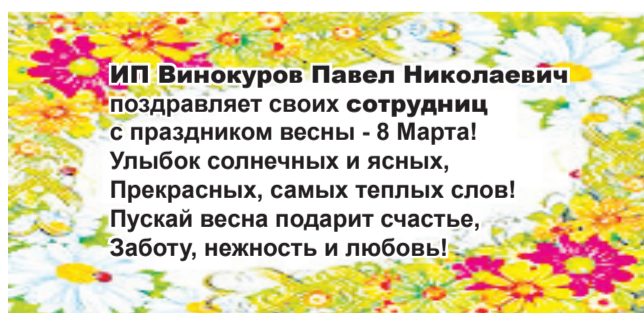 ИП Винокуров Павел Николаевич
поздравляет своих сотрудниц
с праздником весны - 8 Марта!
Улыбок солнечных и ясных,
Прекрасных, самых теплых слов!
Пускай весна подарит счастье,
Заботу, нежность и любовь!